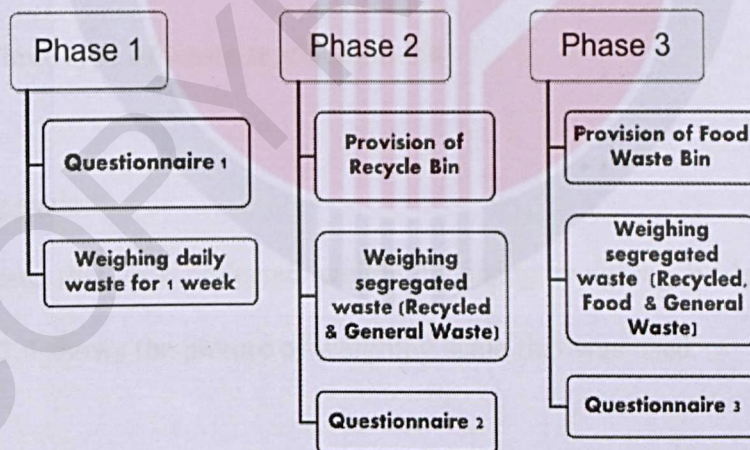 Phase 1
Questionnaire 1
Weighing daily
waste for 1 week
Phase 2
Provision of
Recycle Bin
Weighing
segregated
waste (Recycled
& General Waste)
Questionnaire 2
Phase 3
Provision of Food
Waste Bin
Weighing
segregated
waste (Recycled,
Food & General
Waste)
Questionnaire 3
COPYR